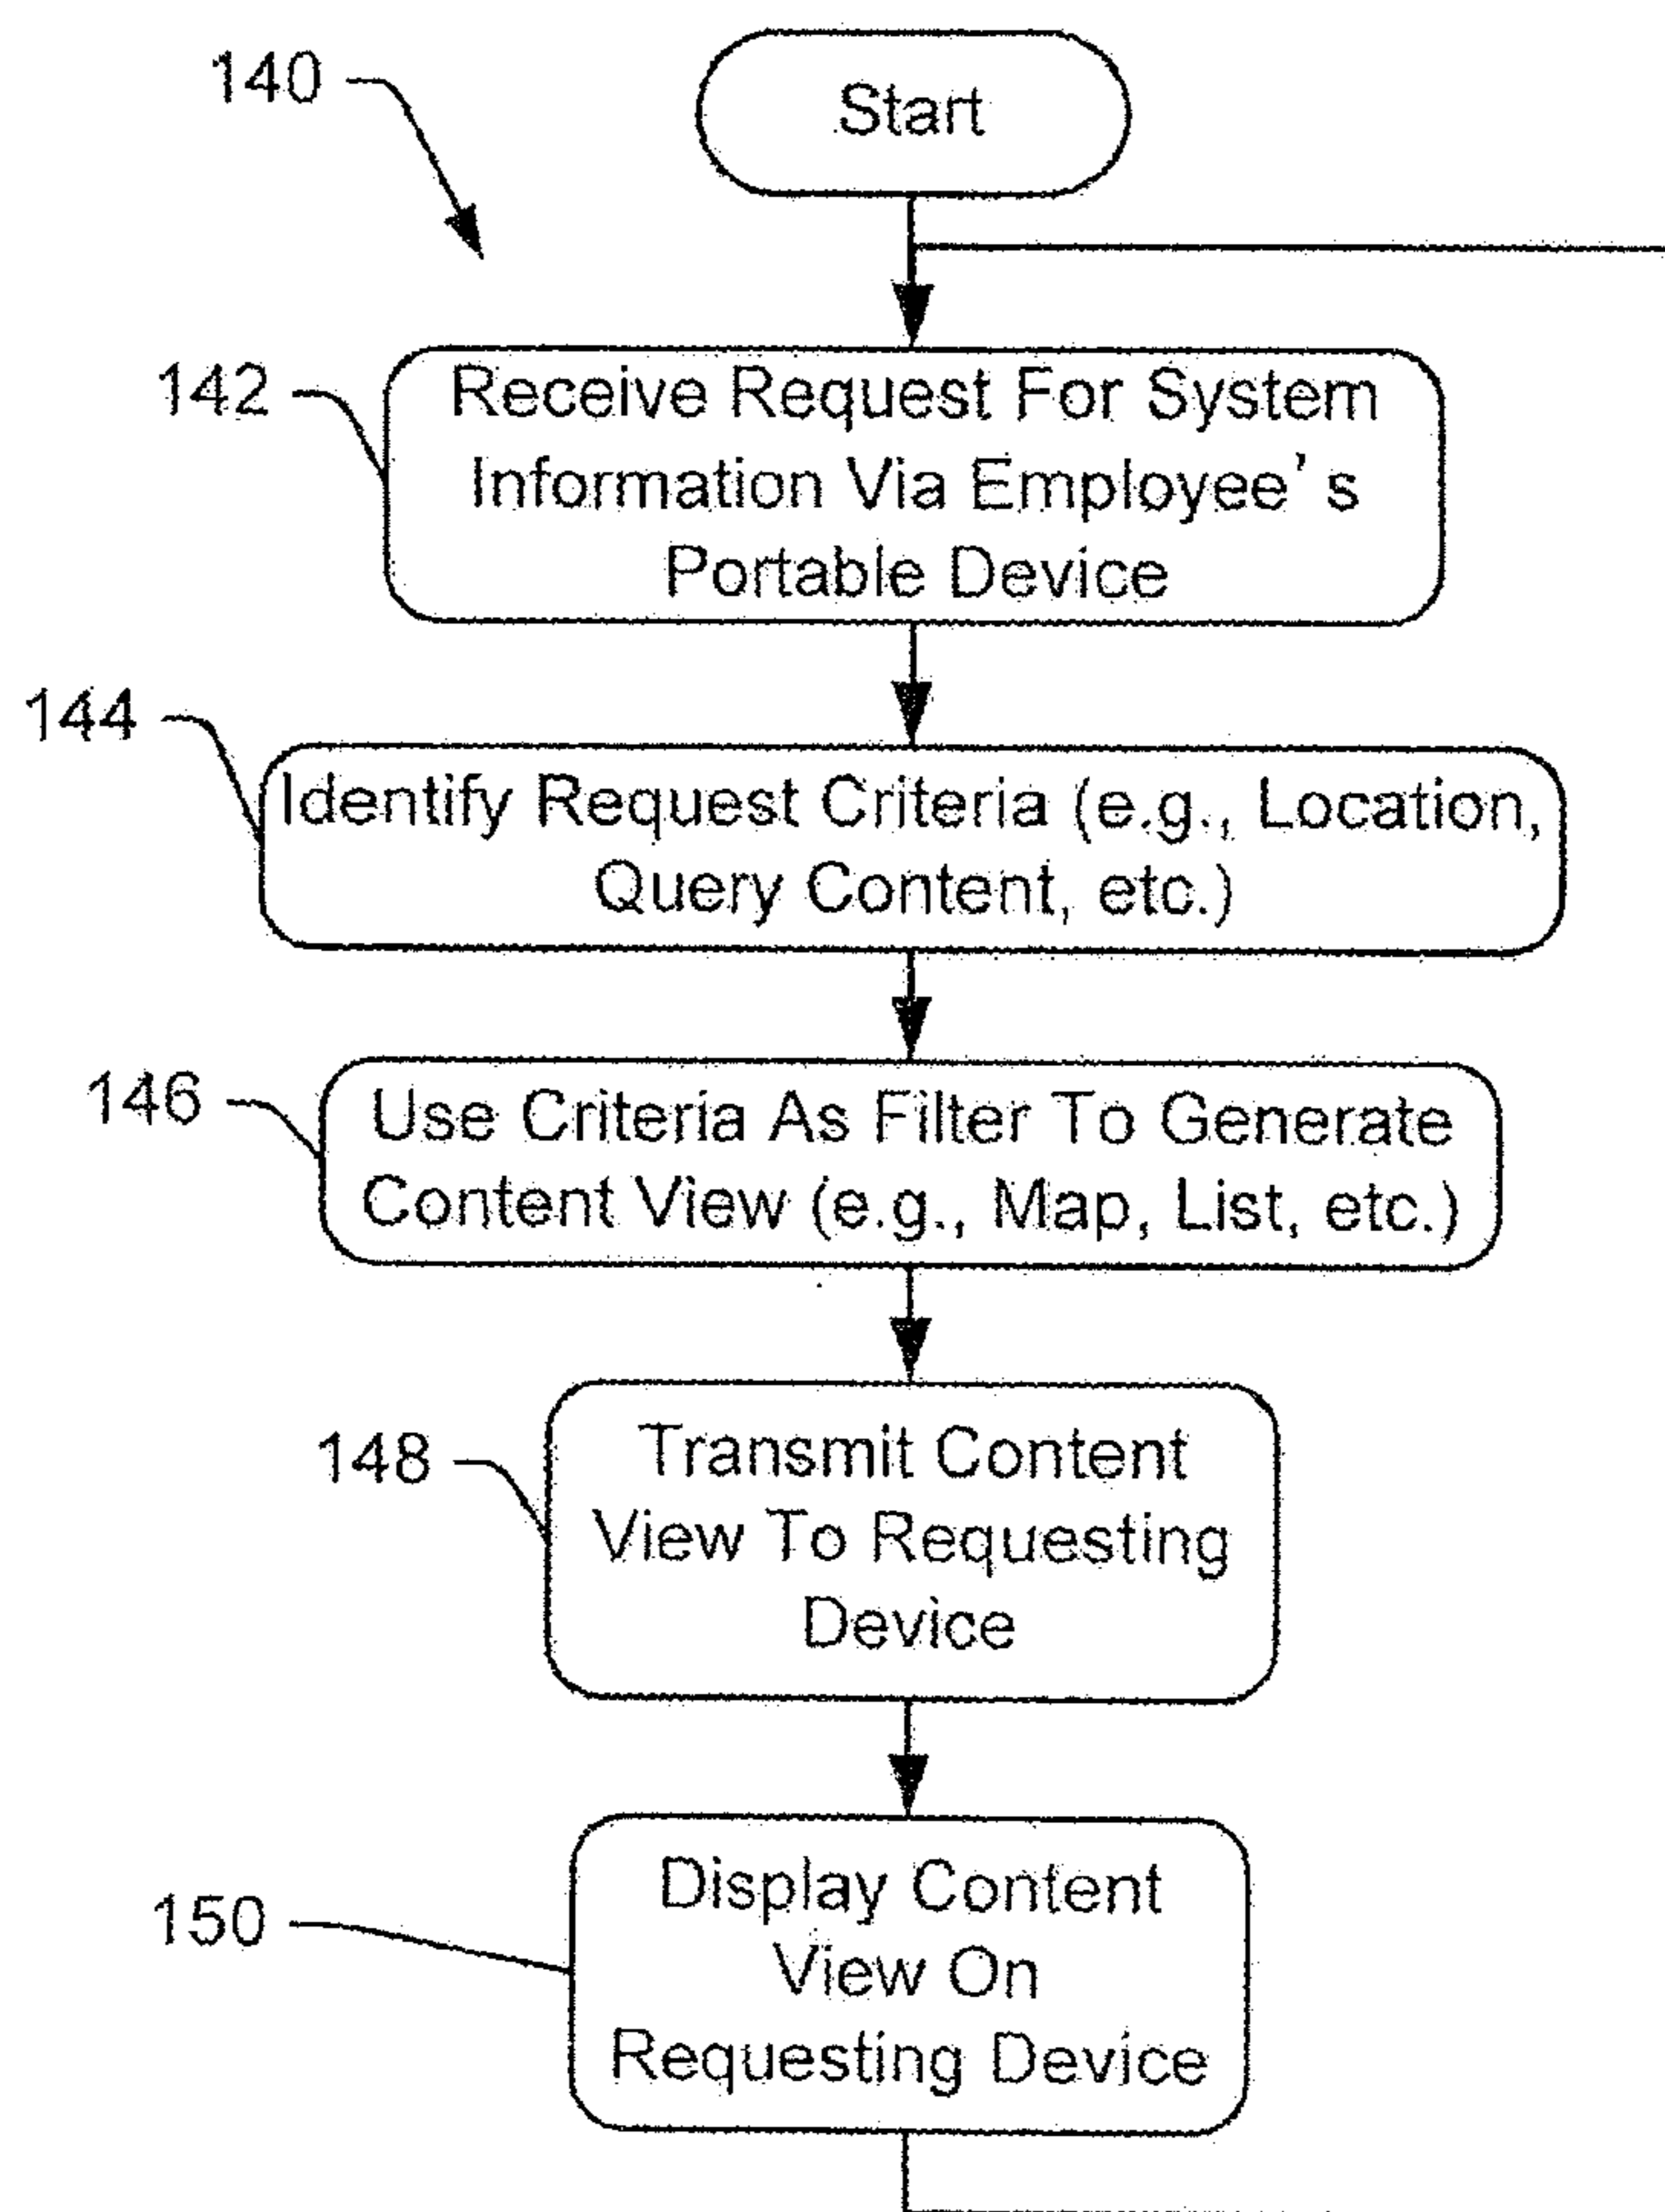 140
Start
142
Receive Request For System
Information Via Employee's
Portable Device
144
Identify Request Criteria (e.g., Location,
Query Content, etc.)
146
Use Criteria As Filter To Generate
Content View (e.g., Map, List, etc.)
148
Transmit Content
View To Requesting
Device
150
Display Content
View On
Requesting Device